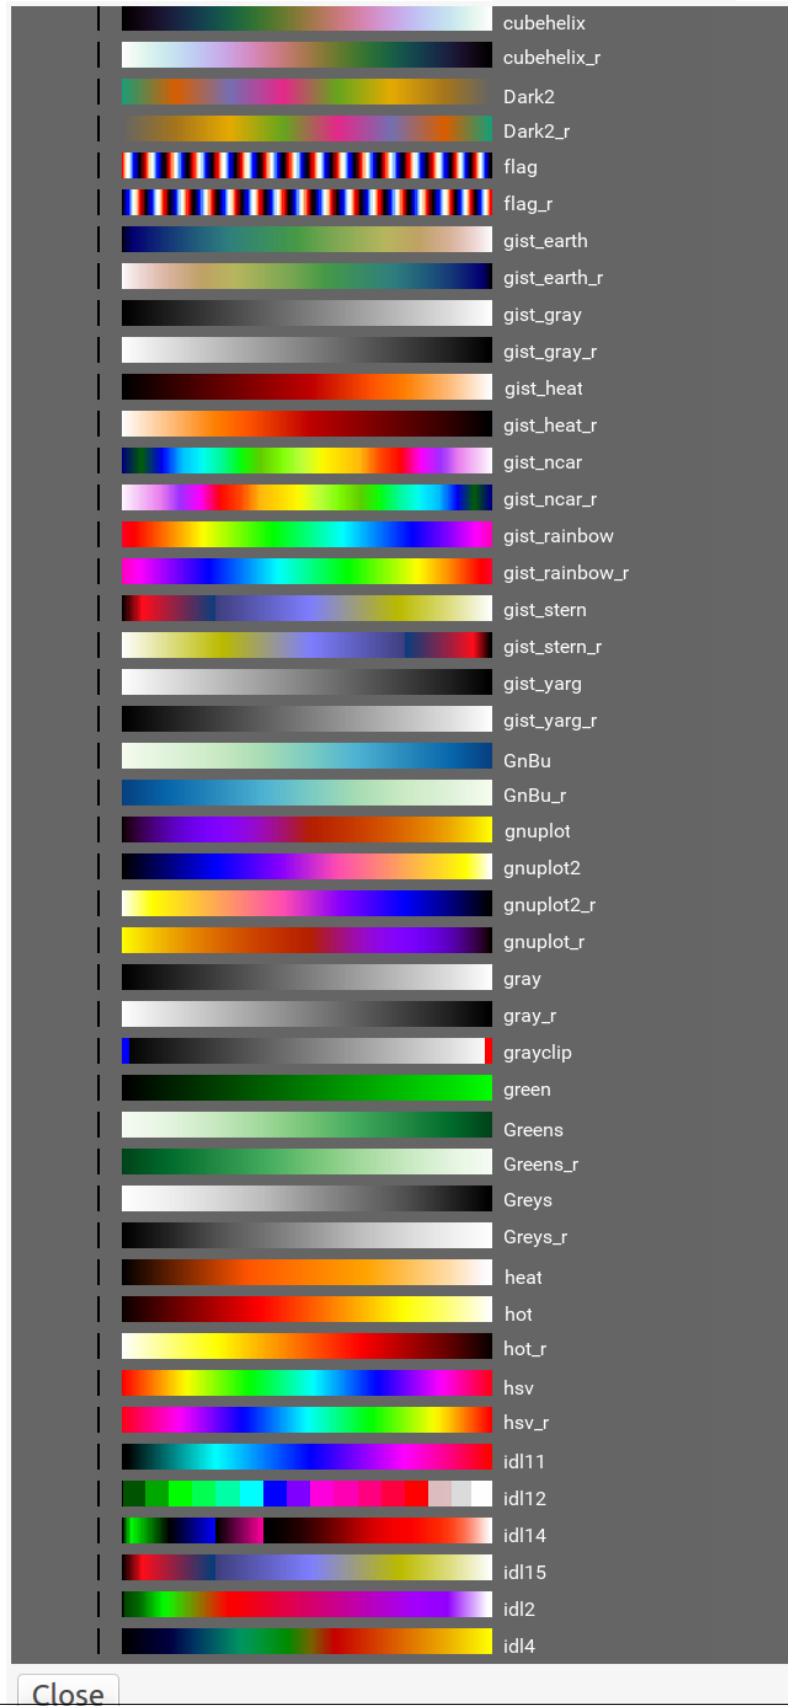 cubehelix
cubehelix_r
Dark2
Dark2_r
flag
flag_r
gist_earth
gist_earth_r
gist_gray
gist_gray_r
gist_heat
gist_heat_r
gist_ncar
gist_ncar_r
gist_rainbow
gist_rainbow_r
gist_stern
gist_stern_r
gist_yarg
gist_yarg_r
GnBu
GnBu_r
gnuplot
gnuplot2
gnuplot2_r
gnuplot_r
gray
gray_r
grayclip
green
Greens
Greens_r
Greys
Greys_r
heat
hot
hot_r
hsv
hsv_r
idl11
idl12
idl14
idl15
idl2
idl4
Close